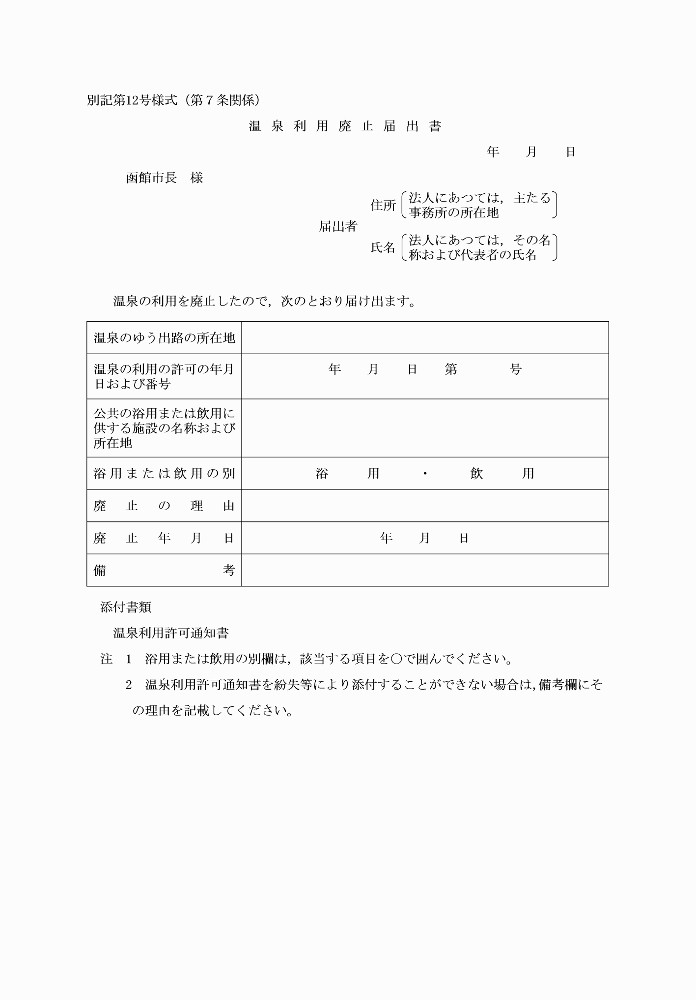 別記第12号様式（第７条関係）
温泉利用廃止届出書
年　月　日
函館市長　様
届出者
住所
法人にあつては，主たる
事務所の所在地
氏名
法人にあつては，その名
称および代表者の氏名
温泉の利用を廃止したので，次のとおり届け出ます。
温泉のゆう出路の所在地
温泉の利用の許可の年月
日および番号
年　月　日　第　　号
公共の浴用または飲用に
供する施設の名称および
所在地
浴用または飲用の別
浴用・飲用
廃止の理由
廃止年月日
年　月　日
備考
添付書類
温泉利用許可通知書
注　1　浴用または飲用の別欄は，該当する項目を○で囲んでください。
2　温泉利用許可通知書を紛失等により添付することができない場合は，備考欄にそ
の理由を記載してください。